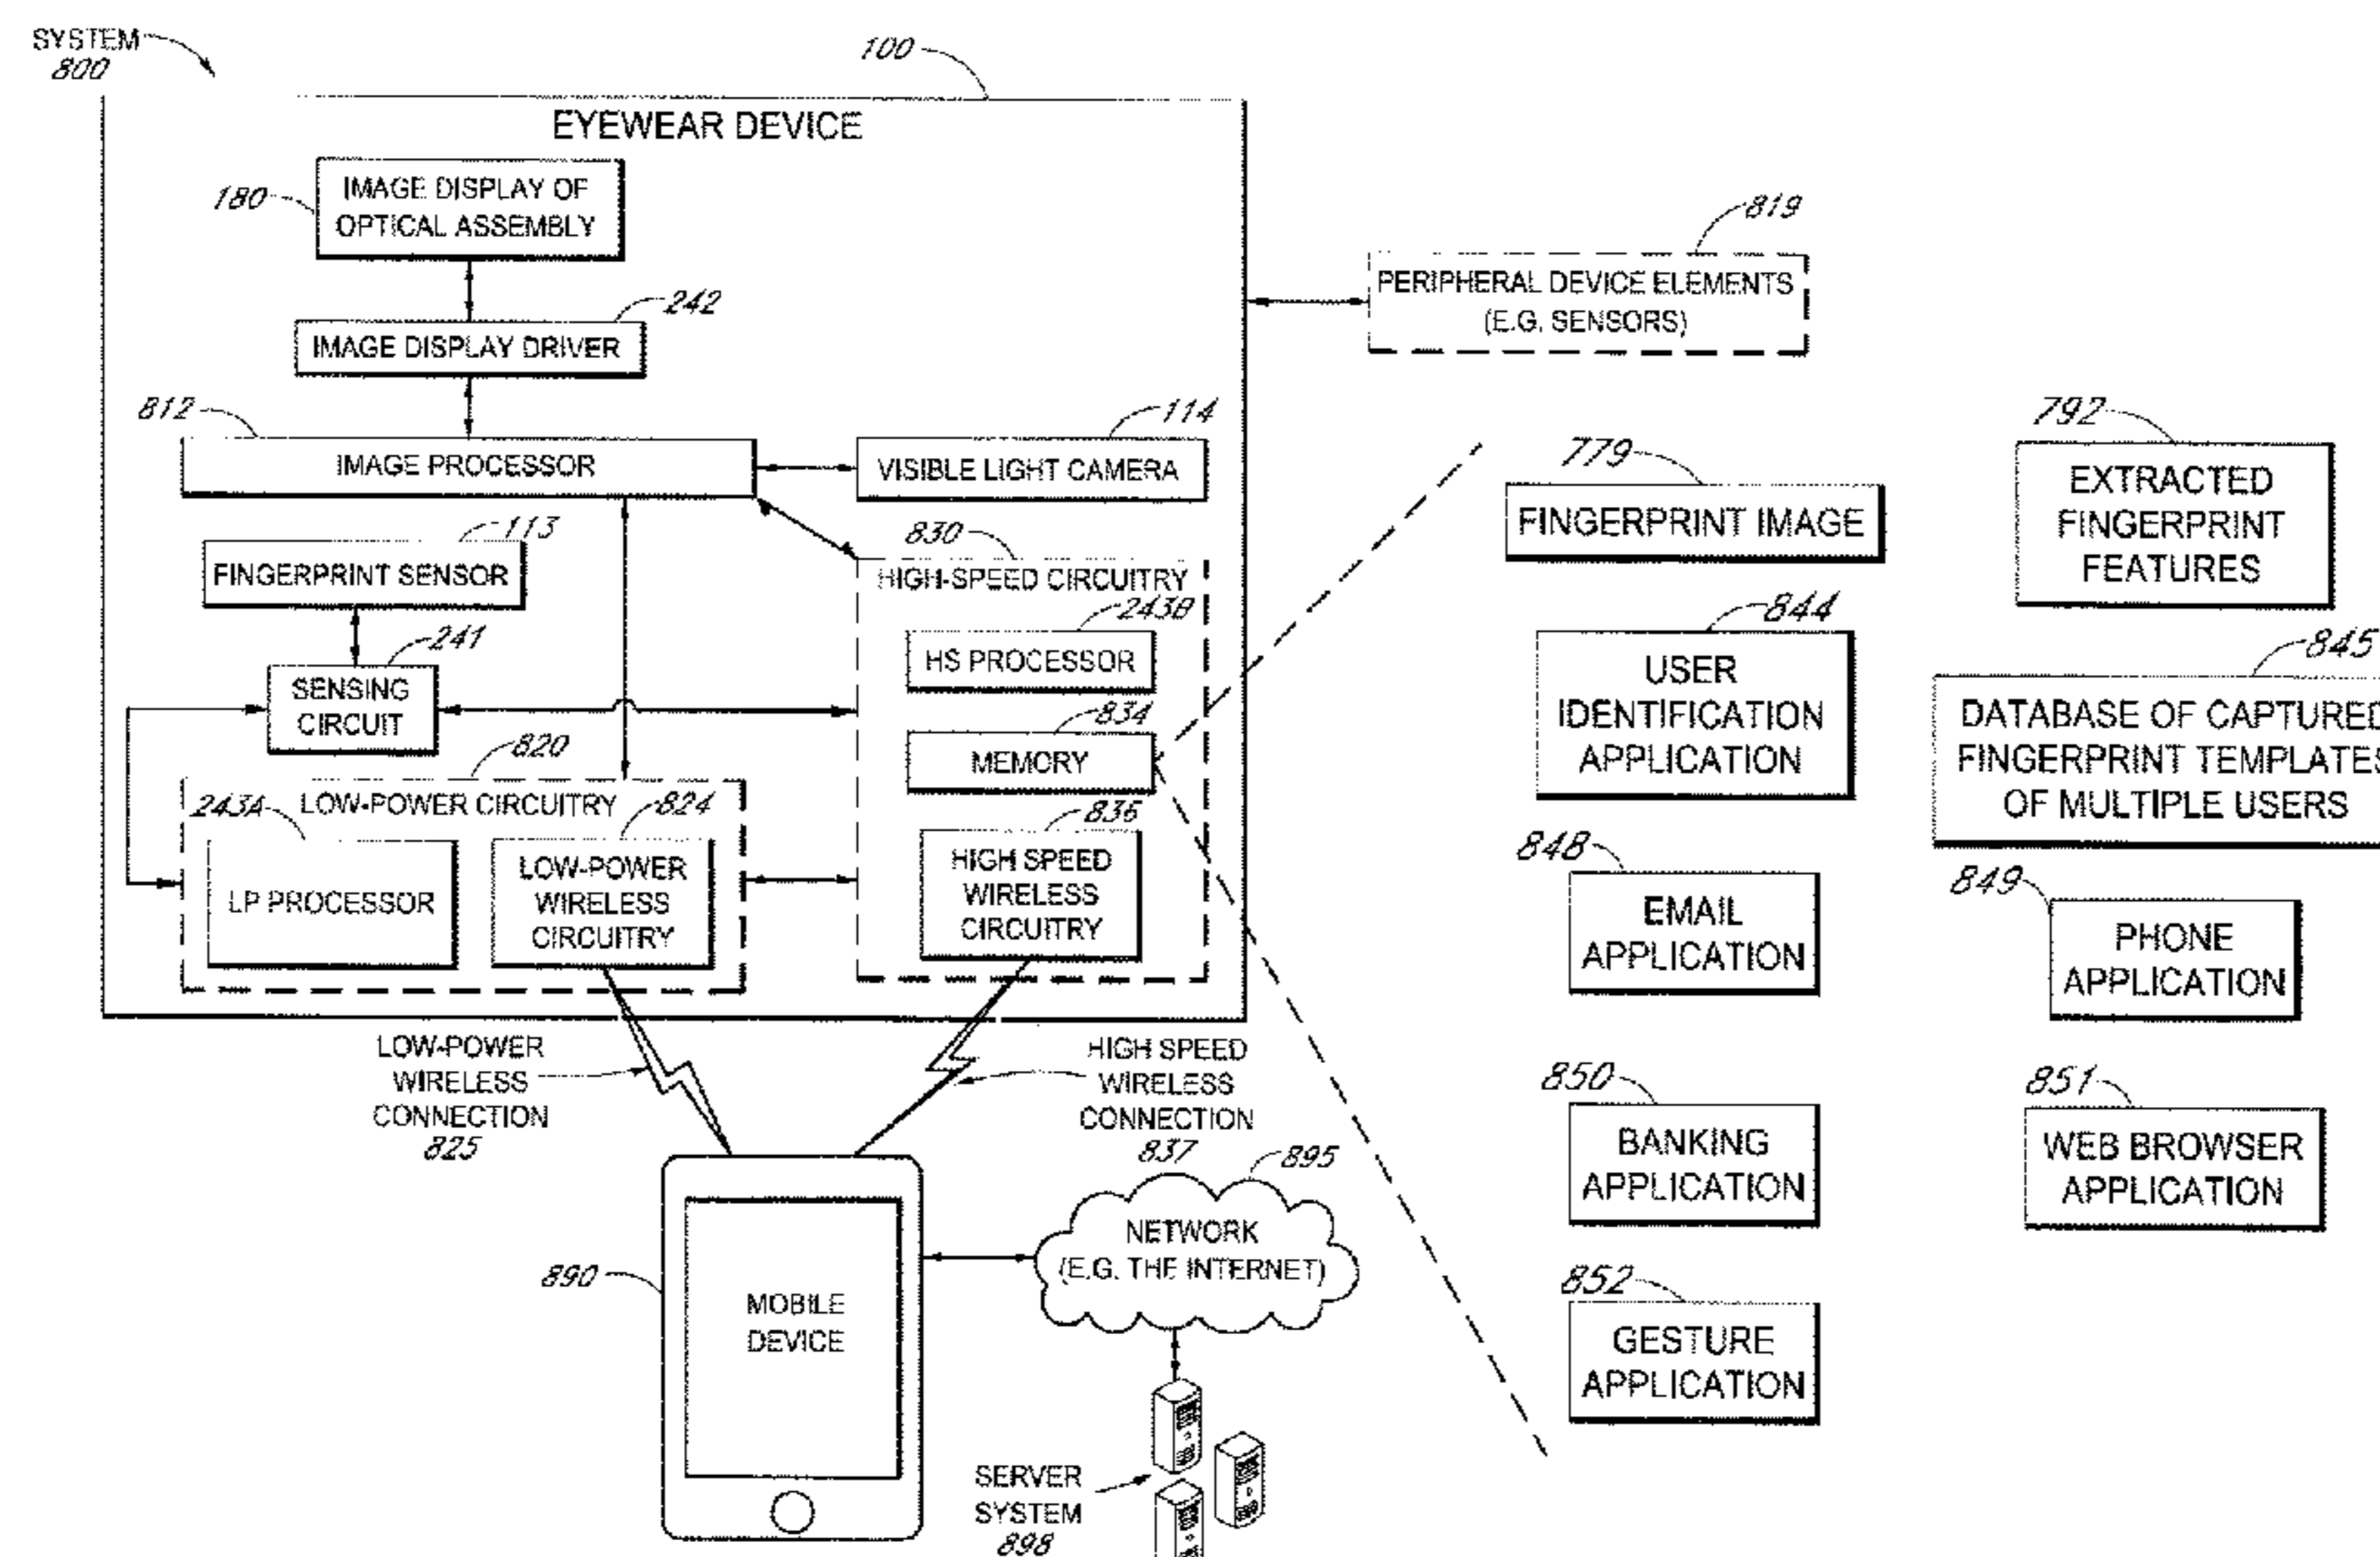 SYSTEM
800
100
EYEWEAR DEVICE
180
IMAGE DISPLAY OF
OPTICAL ASSEMBLY
242
IMAGE DISPLAY DRIVER
812
IMAGE PROCESSOR
114
VISIBLE LIGHT CAMERA
113
FINGERPRINT SENSOR
241
SENSING
CIRCUIT
830
HIGH-SPEED CIRCUITRY
243B
HS PROCESSOR
834
MEMORY
836
HIGH SPEED
WIRELESS
CIRCUITRY
820
LOW-POWER CIRCUITRY
243A
LP PROCESSOR
824
LOW-POWER
WIRELESS
CIRCUITRY
819
PERIPHERAL DEVICE ELEMENTS
(E.G. SENSORS)
779
FINGERPRINT IMAGE
792
EXTRACTED
FINGERPRINT
FEATURES
844
USER
IDENTIFICATION
APPLICATION
845
DATABASE OF CAPTURED
FINGERPRINT TEMPLATES
OF MULTIPLE USERS
848
EMAIL
APPLICATION
849
PHONE
APPLICATION
850
BANKING
APPLICATION
851
WEB BROWSER
APPLICATION
852
GESTURE
APPLICATION
LOW-POWER
WIRELESS
CONNECTION
825
HIGH SPEED
WIRELESS
CONNECTION
837
890
MOBILE
DEVICE
895
NETWORK
(E.G. THE INTERNET)
SERVER
SYSTEM
898